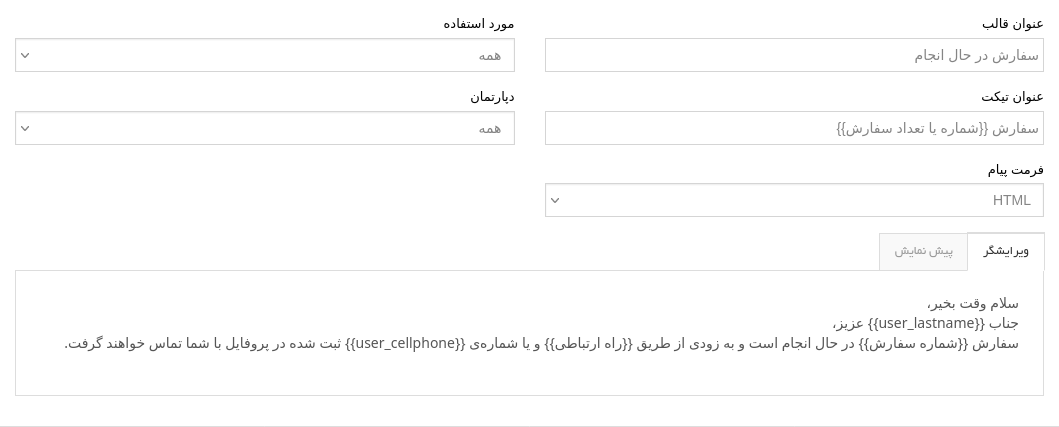 عنوان قالب
مورد استفاده
سفارش در حال انجام
همه
عنوان تیکت
دپارتمان
سفارش {{شماره یا تعداد سفارش}}
همه
فرمت پیام
HTML
ویرایشگر
پیش نمایش
سلام وقت بخیر،
جناب {{user_lastname}} عزیز،
سفارش {{شماره سفارش}} در حال انجام است و به زودی از طریق {{راه ارتباطی}} و یا شماره‌ی {{user_cellphone}} ثبت شده در پروفایل با شما تماس خواهند گرفت.